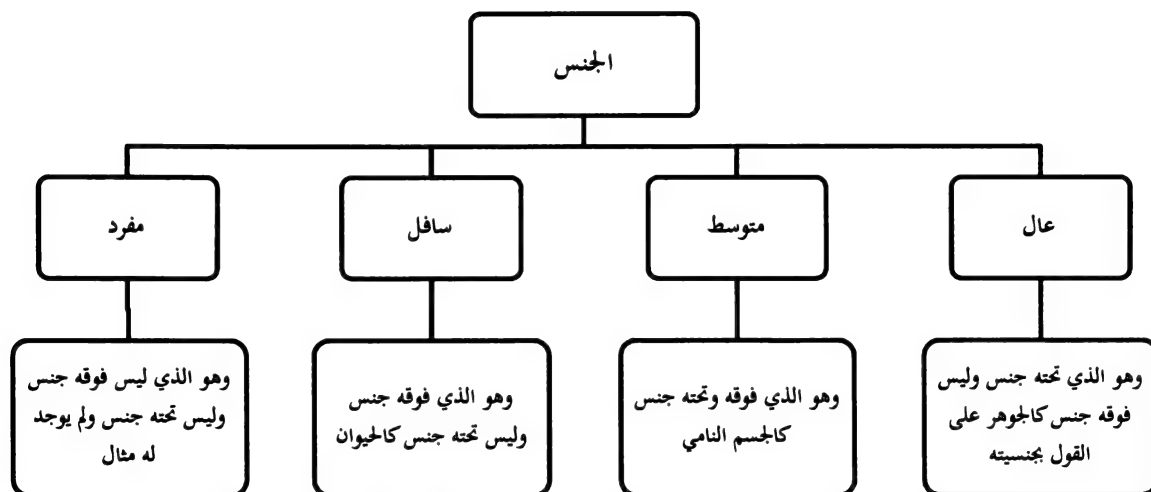 الجنس
عال
متوسط
سافل
مفرد
وهو الذي تحته جنس وليس
فوقه جنس كالجوهر على
القول بجنسيته
وهو الذي فوقه وتحته جنس
كالجسم النامي
وهو الذي فوقه جنس
وليس تحته جنس كالحيوان
وهو الذي ليس فوقه جنس
وليس تحته جنس ولم يوجد
له مثال